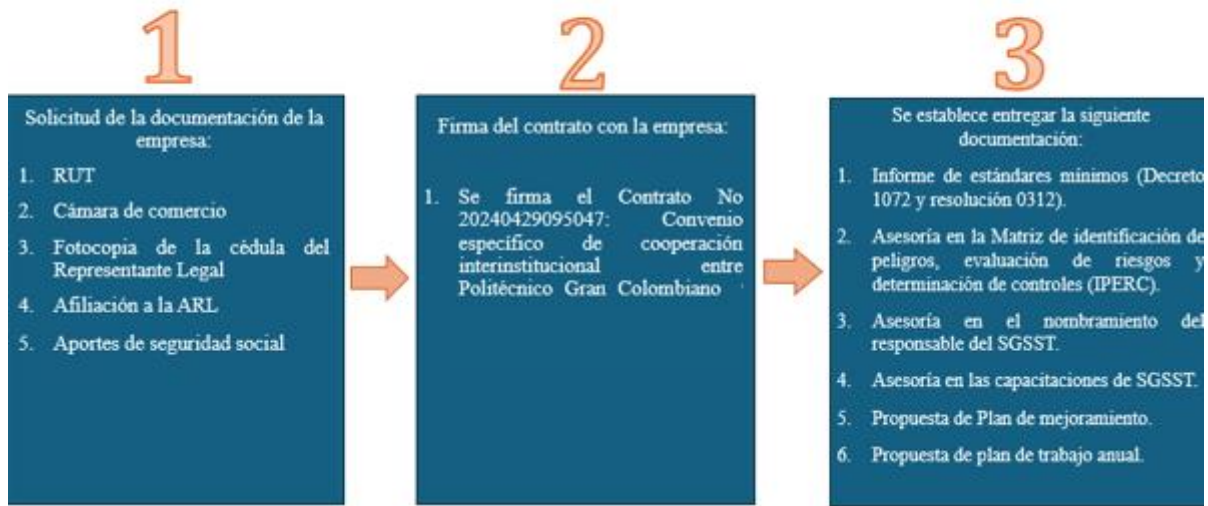 1
Solicitud de la documentación de la
empresa:
1. RUT
2. Cámara de comercio
3. Fotocopia de la cédula del
Representante Legal
4. Afiliación a la ARL
5. Aportes de seguridad social
2
Firma del contrato con la empresa:
1. Se firma el Contrato No
20240429095047: Convenio
específico de cooperación
interinstitucional entre
Politécnico Gran Colombiano
3
Se establece entregar la siguiente
documentación:
1. Informe de estándares mínimos (Decreto
1072 y resolución 0312).
2. Asesoría en la Matriz de identificación de
peligros, evaluación de riesgos y
determinación de controles (IPERC).
3. Asesoría en el nombramiento del
responsable del SGSST.
4. Asesoría en las capacitaciones de SGSST.
5. Propuesta de Plan de mejoramiento.
6. Propuesta de plan de trabajo anual.